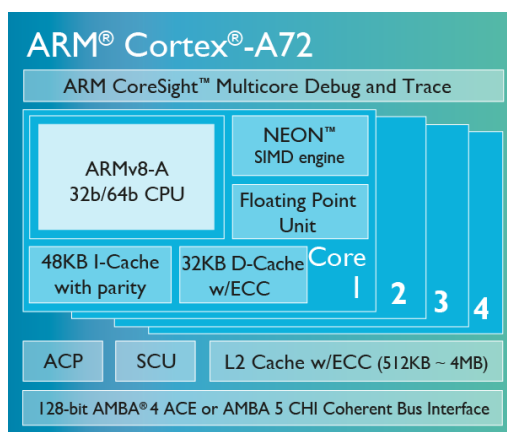 ARM® Cortex®-A72
ARM CoreSight™ Multicore Debug and Trace
ARMv8-A
32b/64b CPU
NEON™
SIMD engine
Floating Point
Unit
48KB I-Cache
with parity
32KB D-Cache
w/ECC
Core
1
2
3
4
ACP
SCU
L2 Cache w/ECC (512KB ~ 4MB)
128-bit AMBA® 4 ACE or AMBA 5 CHI Coherent Bus Interface